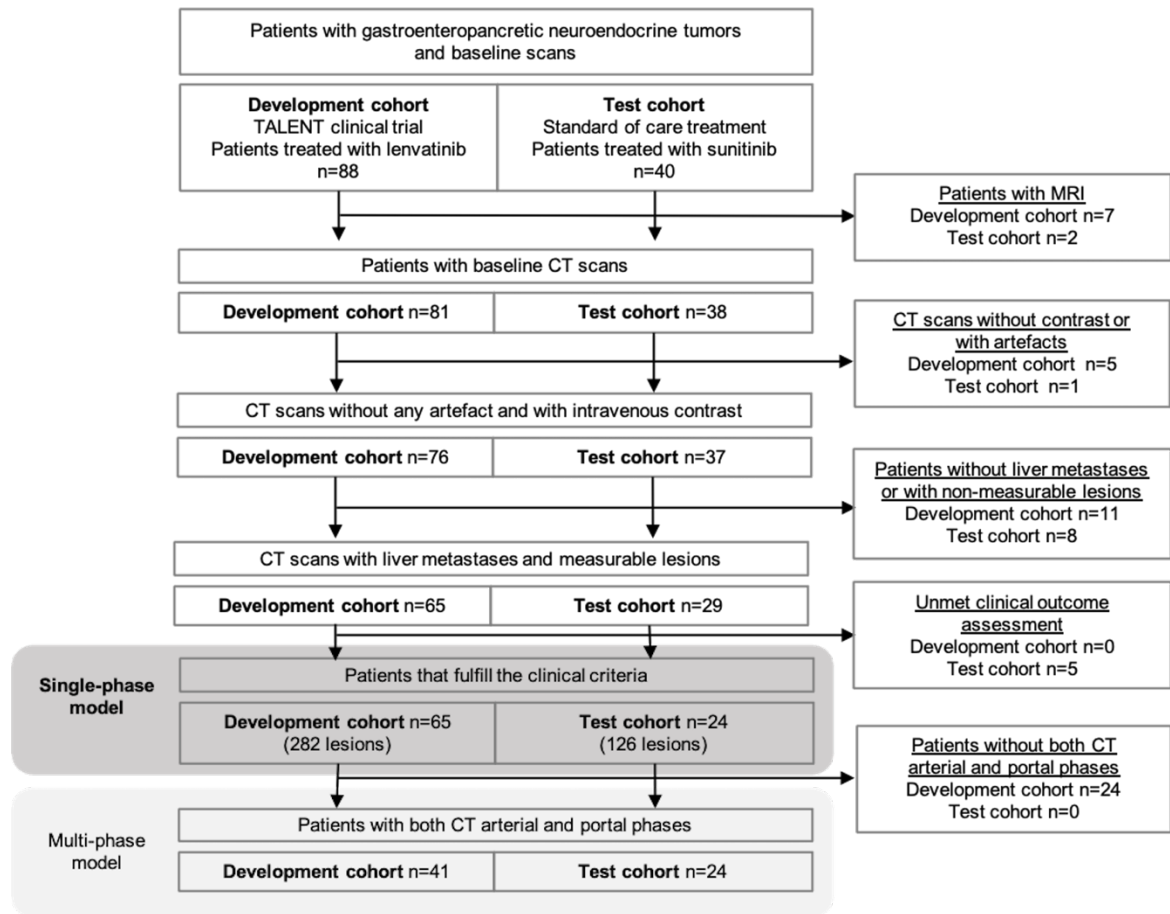 Patients with gastroenteropancretic neuroendocrine tumors
and baseline scans
Development cohort
TALENT clinical trial
Patients treated with lenvatinib
n=88
Test cohort
Standard of care treatment
Patients treated with sunitinib
n=40
Patients with MRI
Development cohort n=7
Test cohort n=2
Patients with baseline CT scans
Development cohort n=81
Test cohort n=38
CT scans without contrast or
with artefacts
Development cohort n=5
Test cohort n=1
CT scans without any artefact and with intravenous contrast
Development cohort n=76
Test cohort n=37
Patients without liver metastases
or with non-measurable lesions
Development cohort n=11
Test cohort n=8
CT scans with liver metastases and measurable lesions
Development cohort n=65
Test cohort n=29
Unmet clinical outcome
assessment
Development cohort n=0
Test cohort n=5
Single-phase
model
Patients that fulfill the clinical criteria
Development cohort n=65
(282 lesions)
Test cohort n=24
(126 lesions)
Patients without both CT
arterial and portal phases
Development cohort n=24
Test cohort n=0
Multi-phase
model
Patients with both CT arterial and portal phases
Development cohort n=41
Test cohort n=24